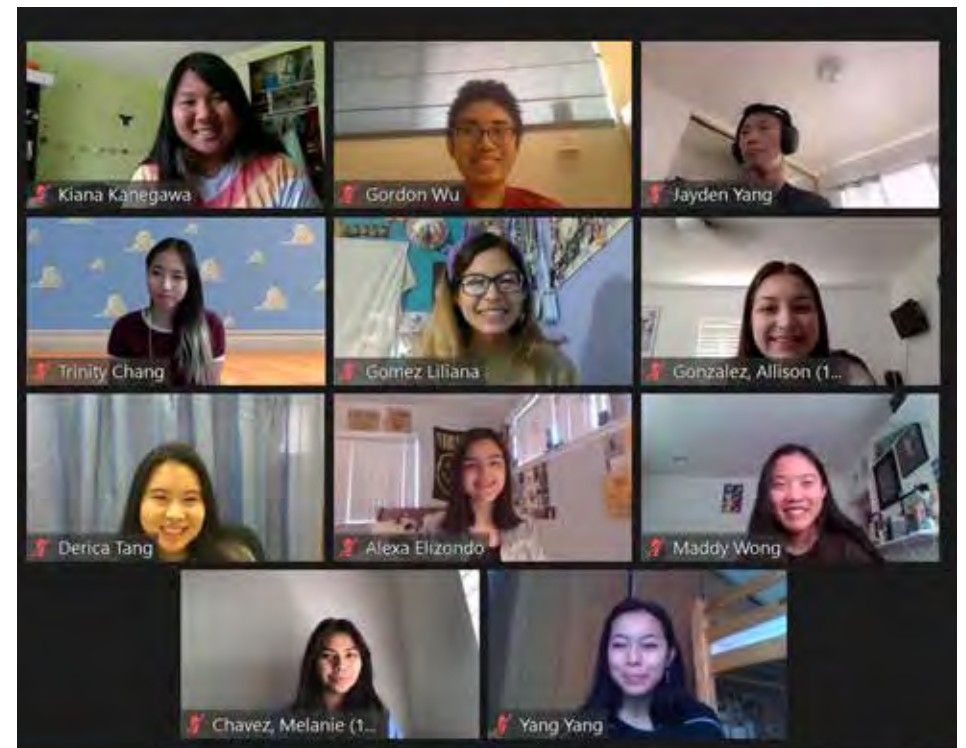 Kiana Kanegawa
Gordon Wu
Jayden Yang
Trinity Chang
Gomez Liliana
Gonzalez, Allison (1...
Derica Tang
Alexa Elizondo
Maddy Wong
Chavez, Melanie (1...
Yang Yang